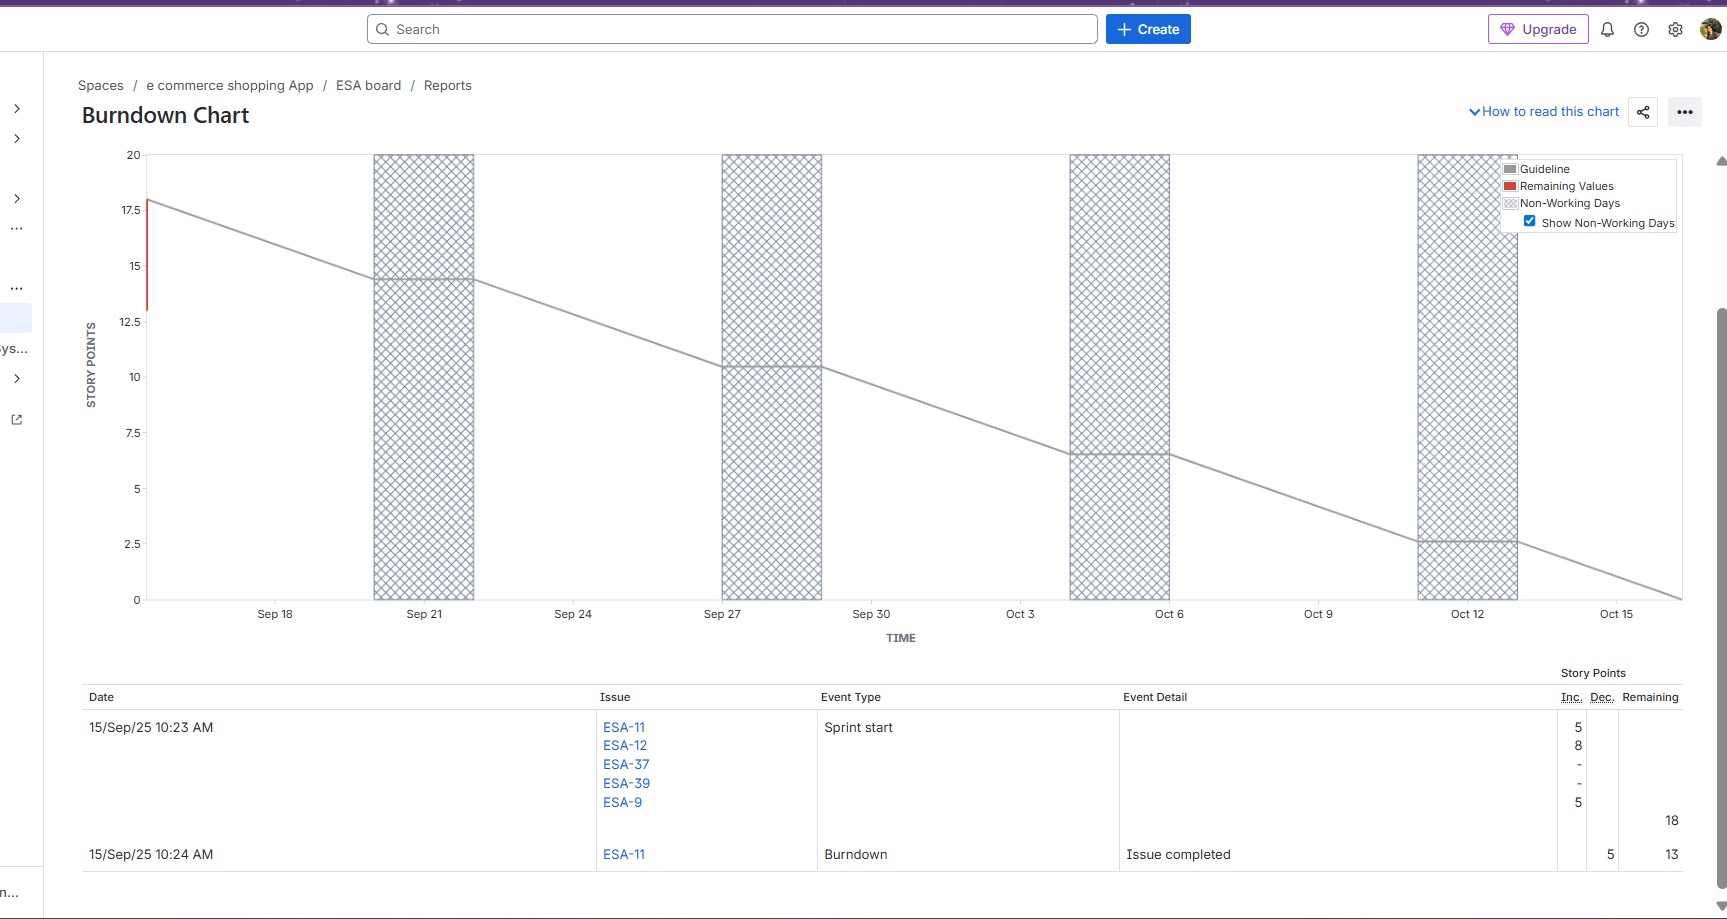 Search
Create
Upgrade
Spaces / e commerce shopping App / ESA board / Reports
Burndown Chart
How to read this chart
...
...
ys...
n...
20
17.5
15
12.5
10
7.5
5
2.5
0
STORY POINTS
Guideline
Remaining Values
Non-Working Days
Show Non-Working Days
Sep 18 Sep 21 Sep 24 Sep 27 Sep 30 Oct 3 Oct 6 Oct 9 Oct 12 Oct 15
TIME
Story Points
Date Issue Event Type Event Detail Inc. Dec. Remaining
15/Sep/25 10:23 AM ESA-11 Sprint start 5
ESA-12 8
ESA-37 -
ESA-39 -
ESA-9 5
18
15/Sep/25 10:24 AM ESA-11 Burndown Issue completed 5 13